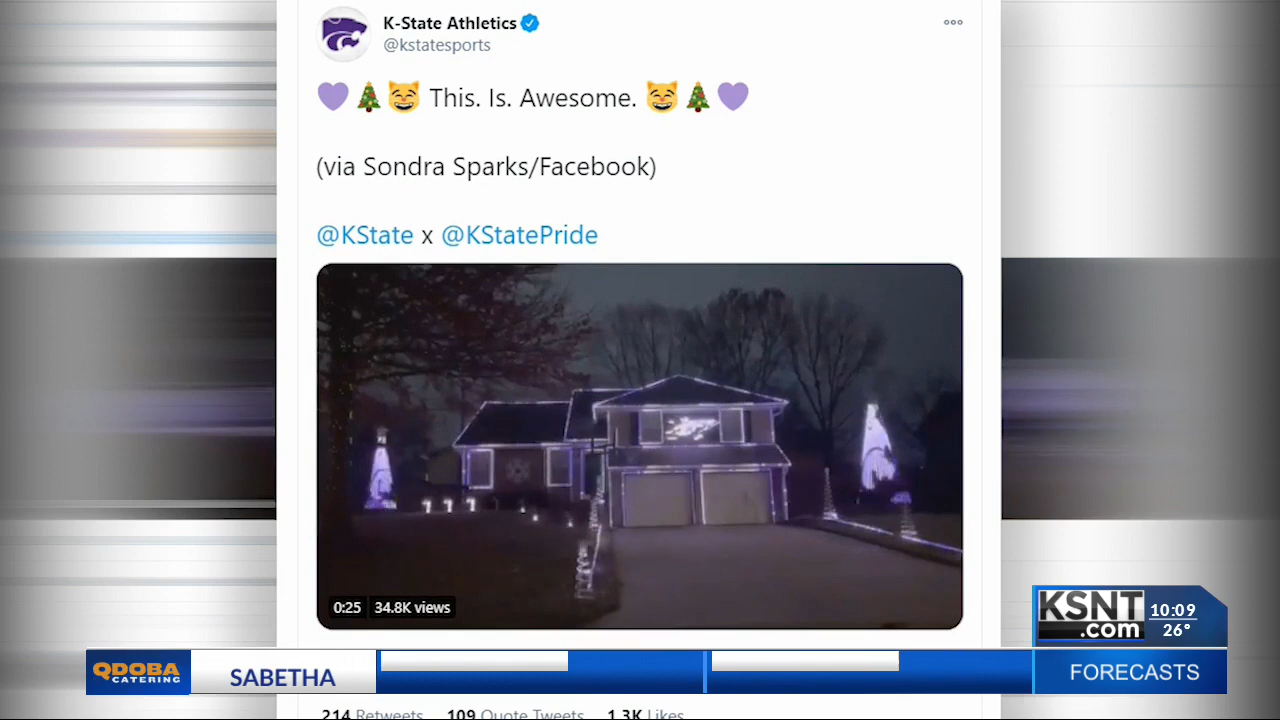 K-State Athletics
@kstatesports
This. Is. Awesome.
(via Sondra Sparks/Facebook)
@KState x @KStatePride
0:25 34.8K views
KSNT
.com
10:09
26°
QDOBA
CATERING
SABETHA
FORECASTS
214 Retweets 109 Quote Tweets 1.3K Likes